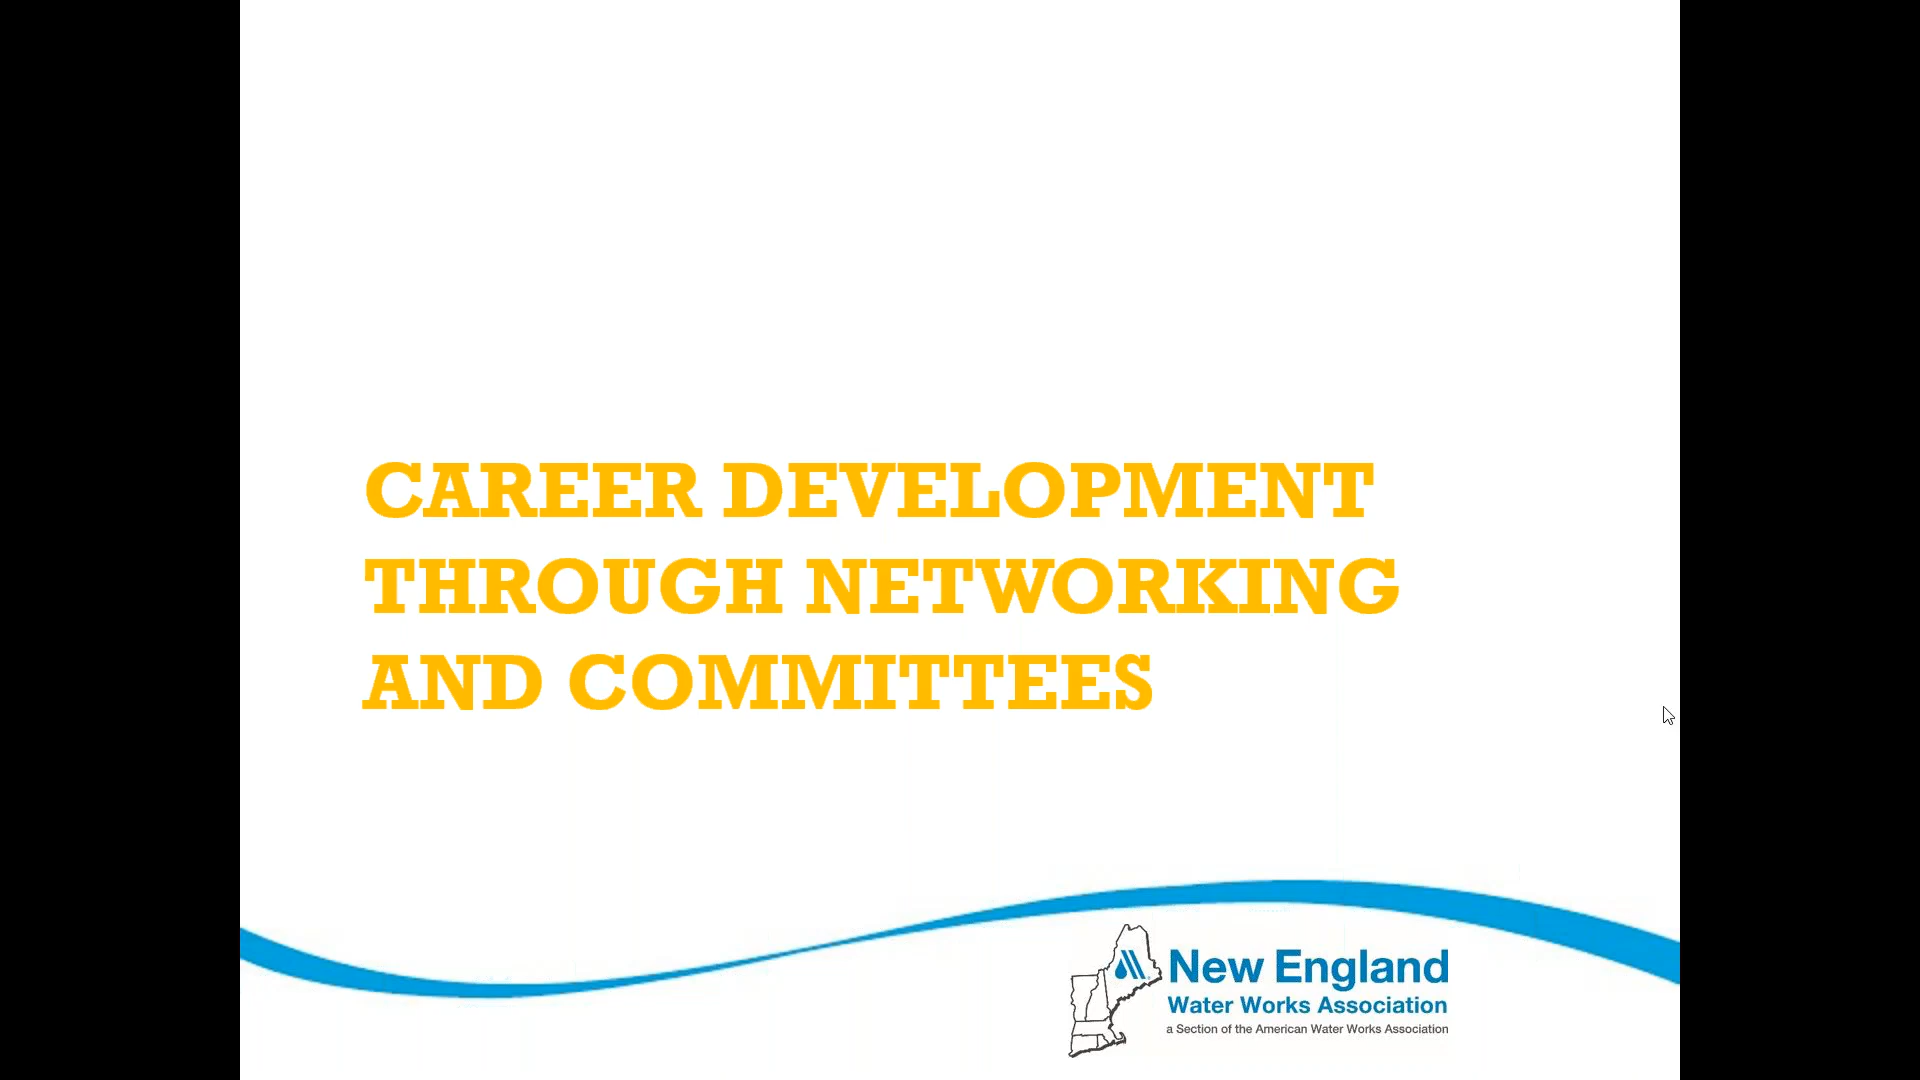 CAREER DEVELOPMENT
THROUGH NETWORKING
AND COMMITTEES
New England
Water Works Association
a Section of the American Water Works Association